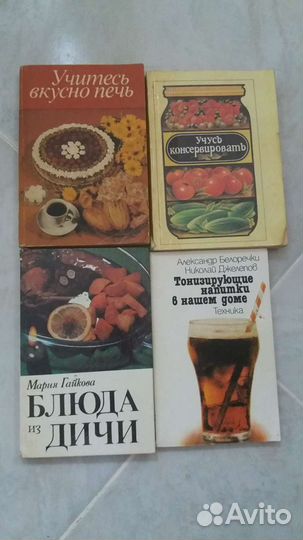 Учитесь
вкусно печь
Учусь
консервировать
Мария Гайкова
БЛЮДА
из ДИЧИ
Александр Белоречки
Николай Джелепов
Тонизирующие
напитки
в нашем доме
Техника
Avito